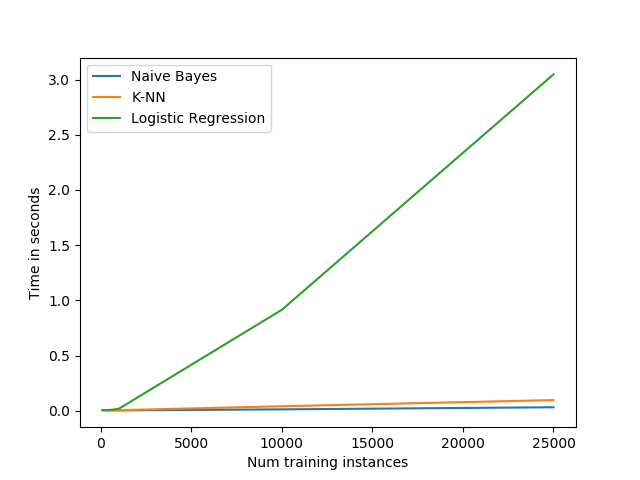 Naive Bayes
K-NN
Logistic Regression
3.0
2.5
2.0
1.5
1.0
0.5
0.0
Time in seconds
0 5000 10000 15000 20000 25000
Num training instances